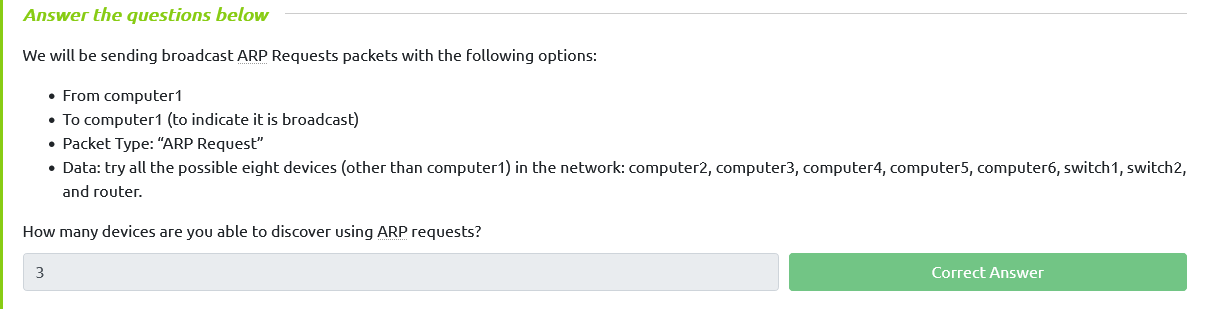 Answer the questions below
We will be sending broadcast ARP Requests packets with the following options:
• From computer1
• To computer1 (to indicate it is broadcast)
• Packet Type: “ARP Request”
• Data: try all the possible eight devices (other than computer1) in the network: computer2, computer3, computer4, computer5, computer6, switch1, switch2,
and router.
How many devices are you able to discover using ARP requests?
3
Correct Answer